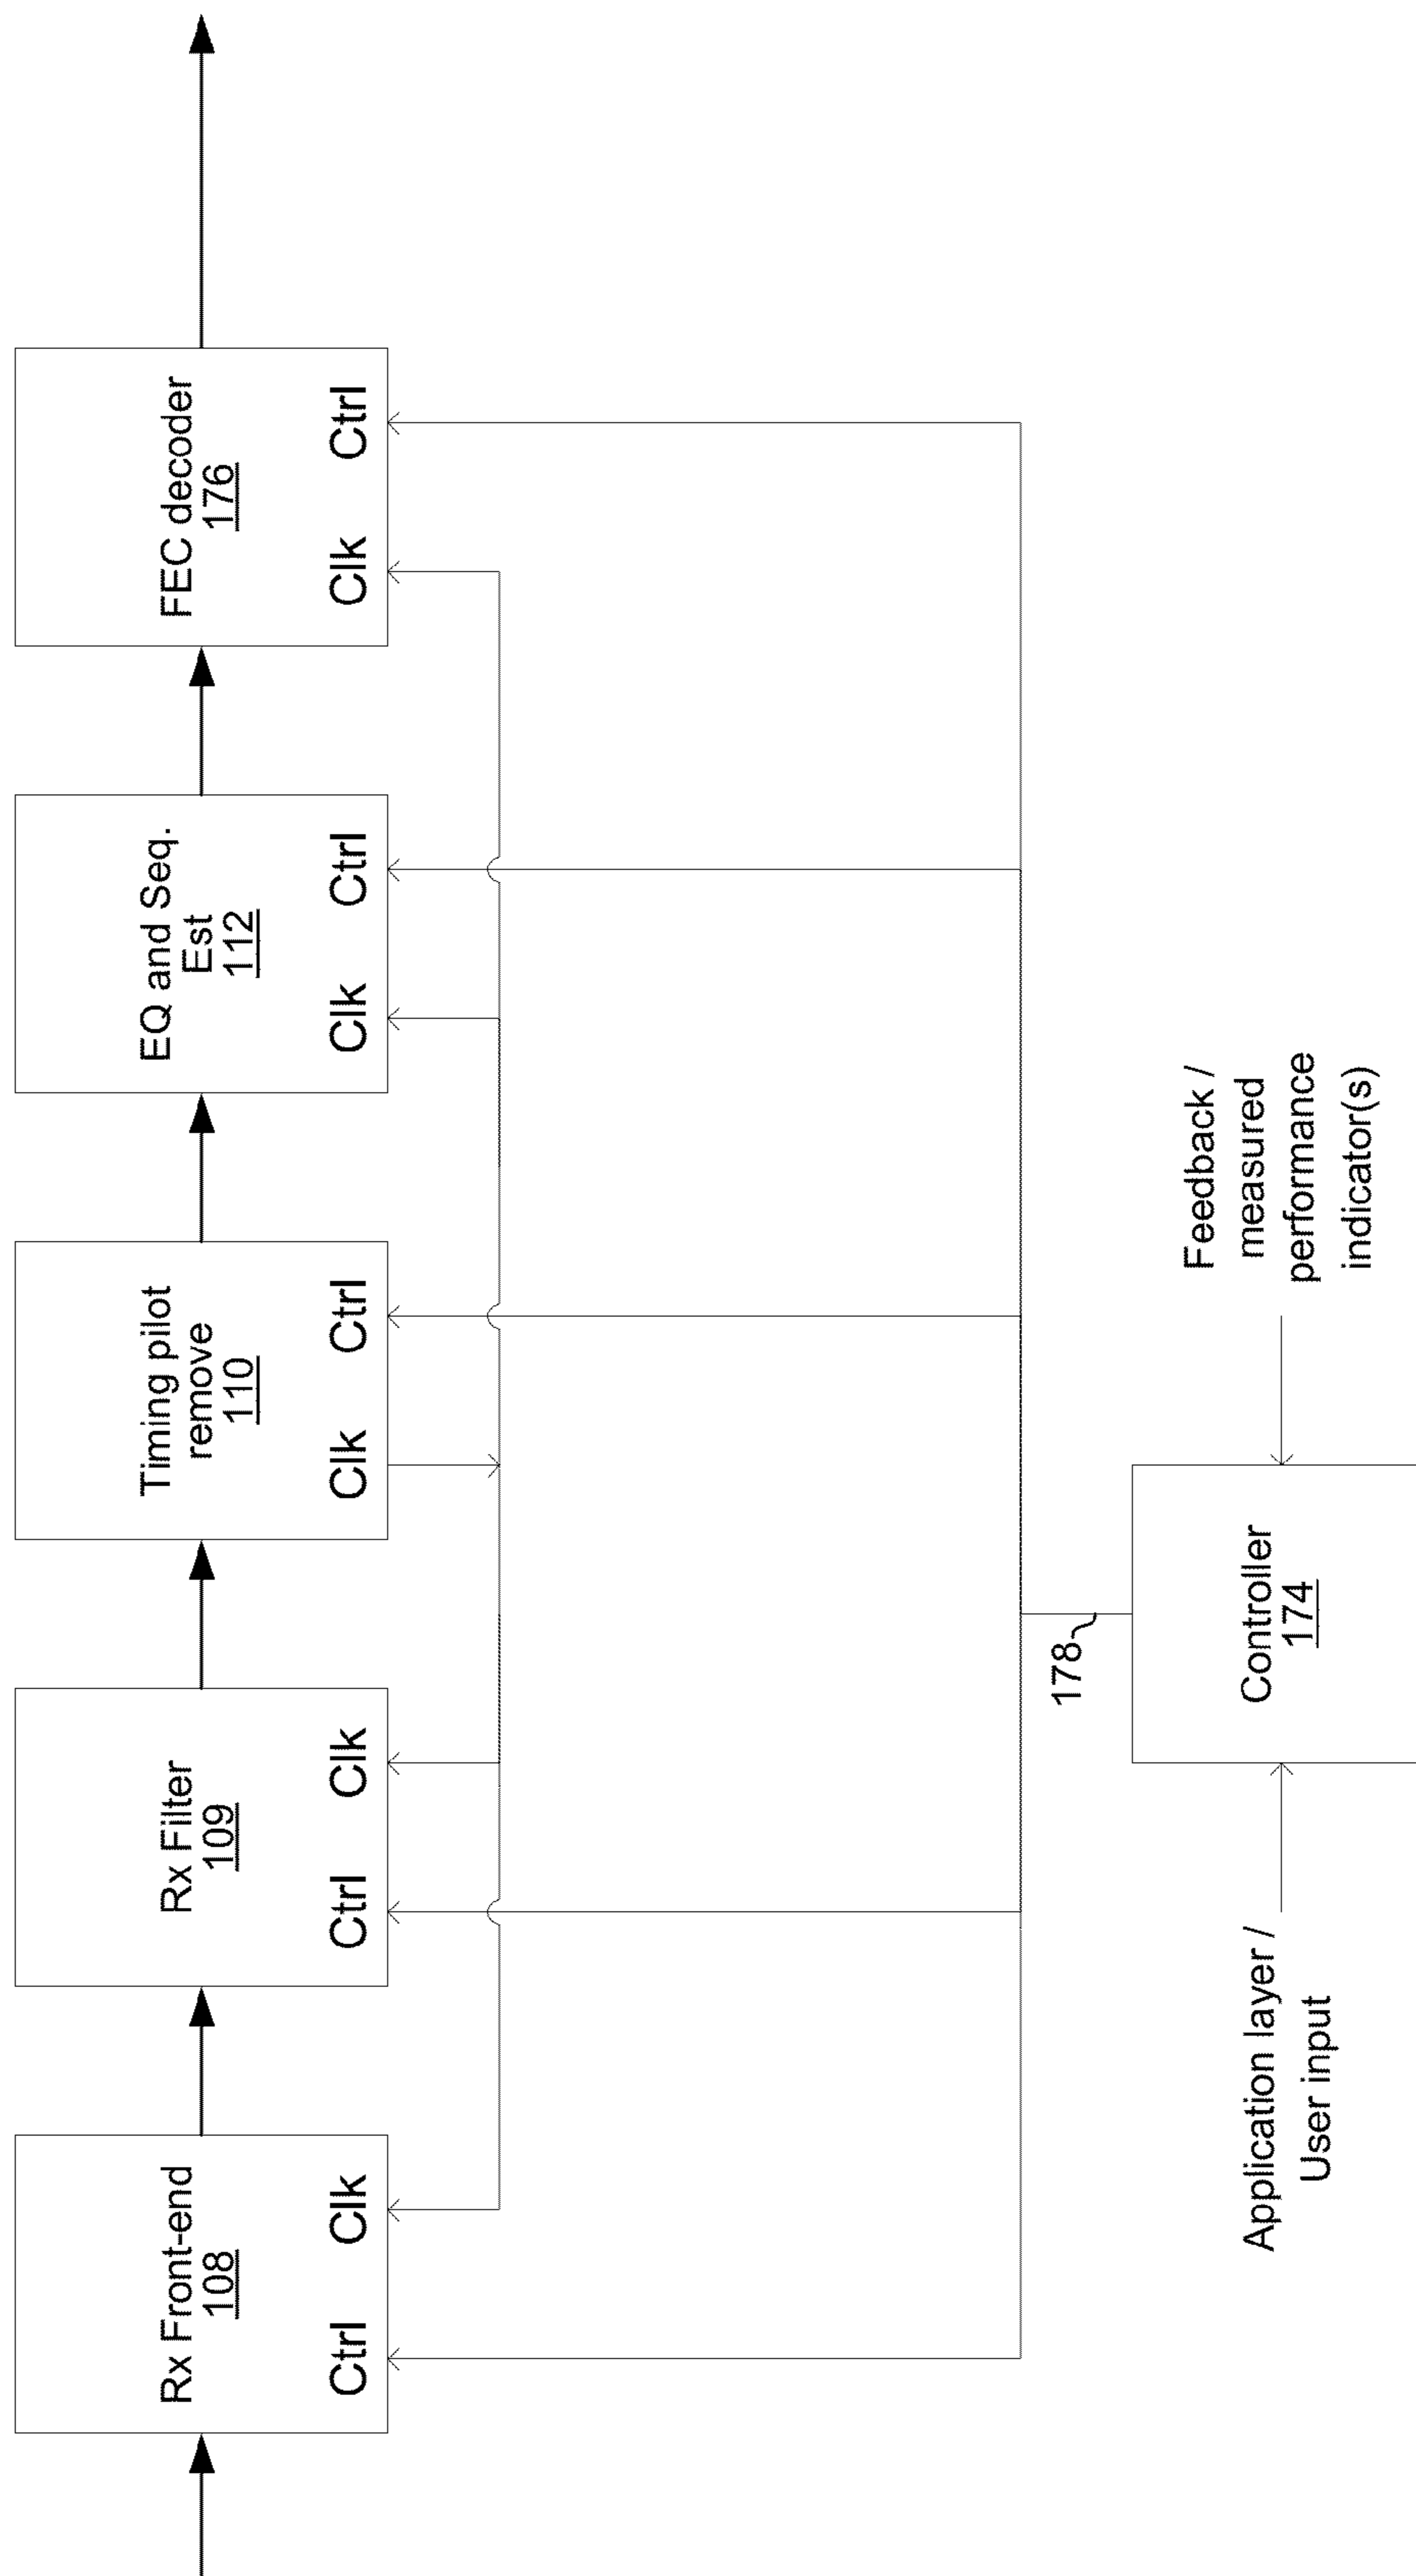 Rx Front-end
108
Ctrl Clk
Rx Filter
109
Ctrl Clk
Timing pilot
remove
110
Clk Ctrl
EQ and Seq.
Est
112
Clk Ctrl
FEC decoder
176
Clk Ctrl
178
Application layer /
User input
Controller
174
Feedback /
measured
performance
indicator(s)